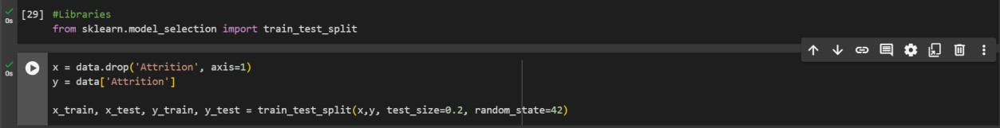 [29] #Libraries
0s
from sklearn.model_selection import train_test_split
x = data.drop('Attrition', axis=1)
0s
y = data['Attrition']
x_train, x_test, y_train, y_test = train_test_split(x,y, test_size=0.2, random_state=42)